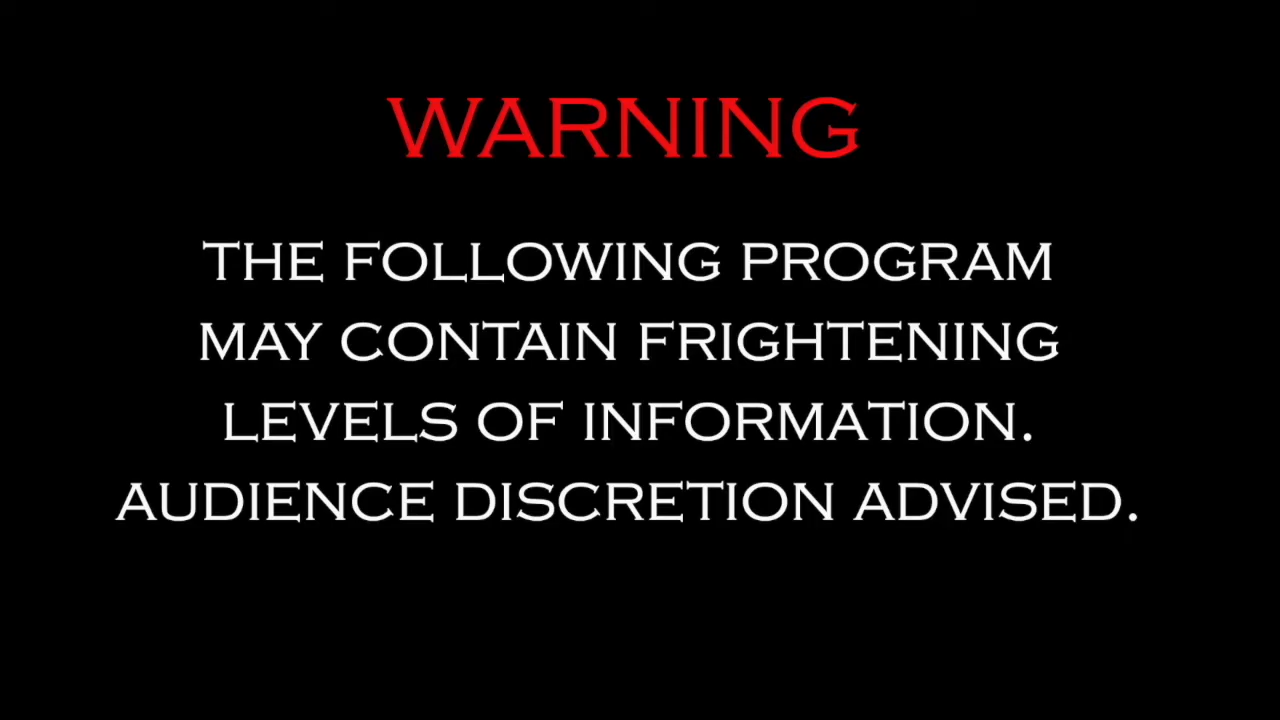 WARNING
THE FOLLOWING PROGRAM
MAY CONTAIN FRIGHTENING
LEVELS OF INFORMATION.
AUDIENCE DISCRETION ADVISED.